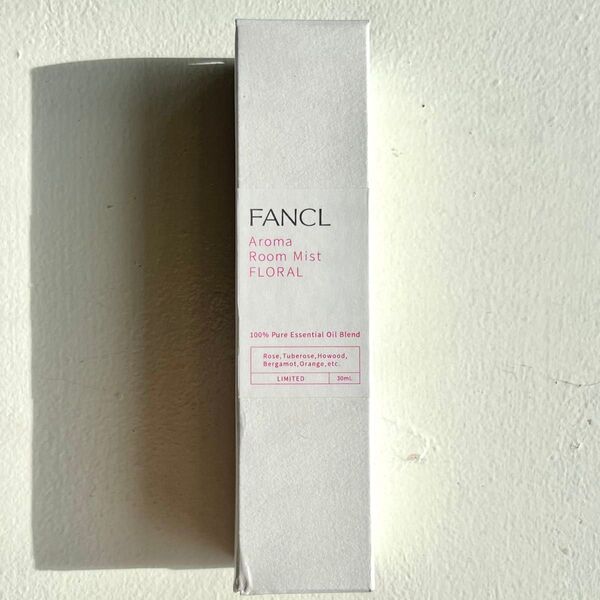 FANCL
Aroma
Room Mist
FLORAL
100% Pure Essential Oil Blend
Rose,Tuberose,Howood,
Bergamot,Orange,etc.
LIMITED 30mL